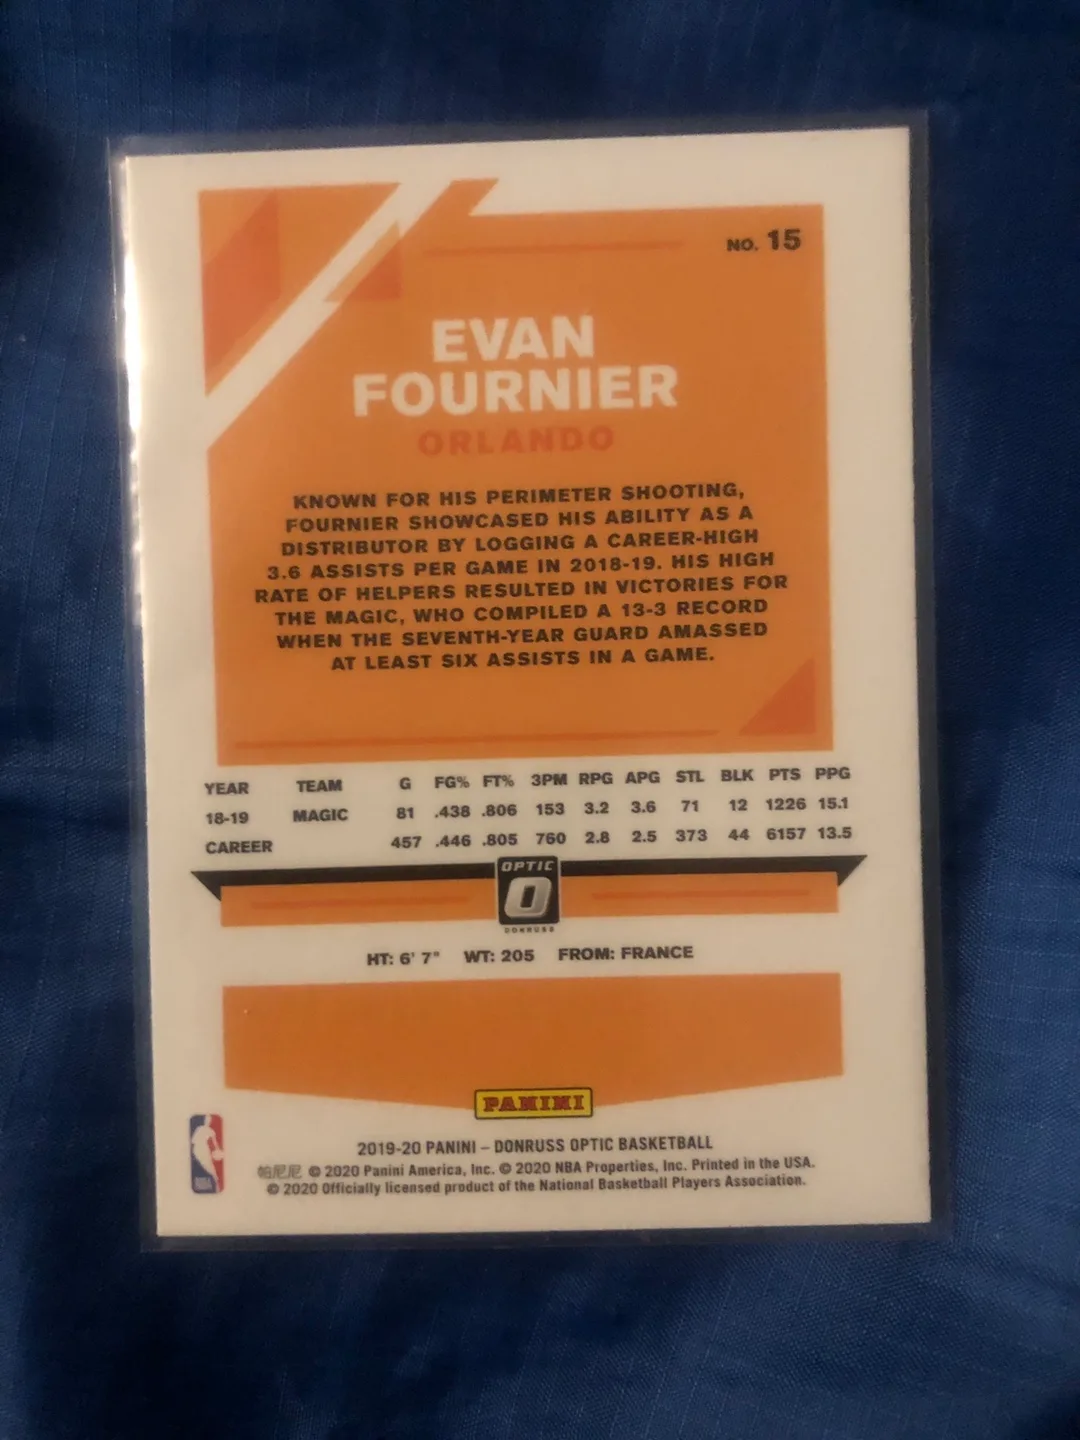 NO. 15
EVAN
FOURNIER
ORLANDO
KNOWN FOR HIS PERIMETER SHOOTING,
FOURNIER SHOWCASED HIS ABILITY AS A
DISTRIBUTOR BY LOGGING A CAREER-HIGH
3.6 ASSISTS PER GAME IN 2018-19. HIS HIGH
RATE OF HELPERS RESULTED IN VICTORIES FOR
THE MAGIC, WHO COMPILED A 13-3 RECORD
WHEN THE SEVENTH-YEAR GUARD AMASSED
AT LEAST SIX ASSISTS IN A GAME.
YEAR TEAM G FG% FT% 3PM RPG APG STL BLK PTS PPG
18-19 MAGIC 81 .438 .806 153 3.2 3.6 71 12 1226 15.1
CAREER 457 .446 .805 760 2.8 2.5 373 44 6157 13.5
OPTIC
O
DONRUSS
HT: 6' 7" WT: 205 FROM: FRANCE
PANINI
2019-20 PANINI – DONRUSS OPTIC BASKETBALL
帕尼尼 © 2020 Panini America, Inc. © 2020 NBA Properties, Inc. Printed in the USA.
© 2020 Officially licensed product of the National Basketball Players Association.
NBA